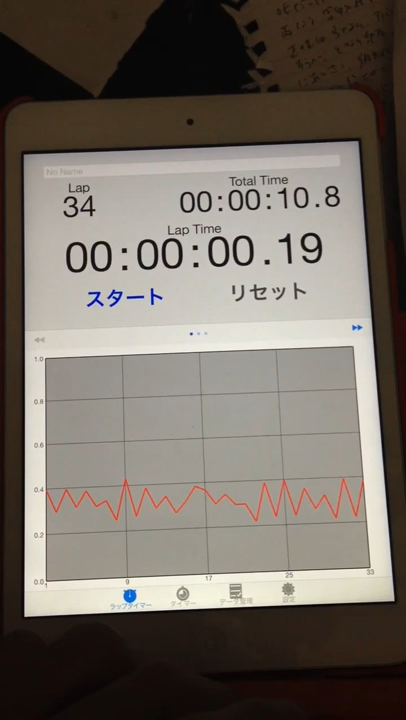 No Name
Lap
Total Time
34
00:00:10.8
Lap Time
00:00:00.19
スタート
リセット
1.0
0.8
0.6
0.4
0.2
0.0
1
9
17
25
33
ラップタイマー
タイマー
データ管理
設定